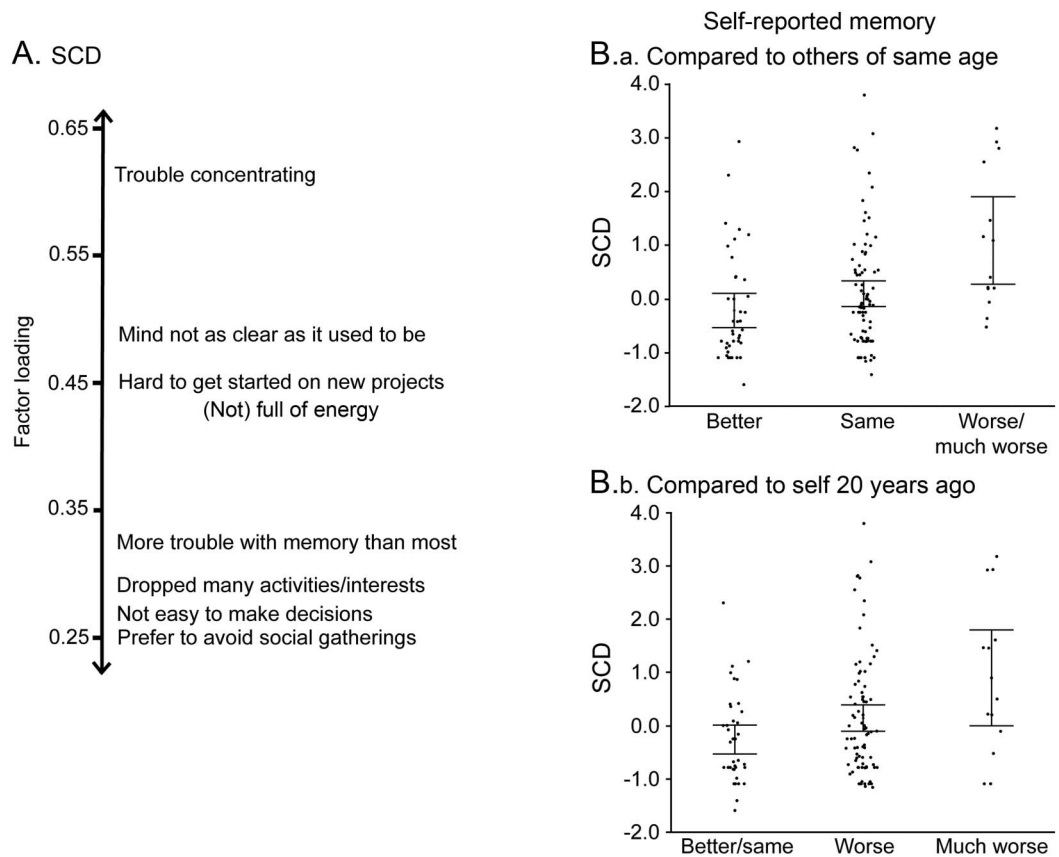 A. SCD
Factor loading
0.65
Trouble concentrating
0.55
Mind not as clear as it used to be
0.45
Hard to get started on new projects
(Not) full of energy
0.35
More trouble with memory than most
Dropped many activities/interests
Not easy to make decisions
0.25
Prefer to avoid social gatherings
Self-reported memory
B.a. Compared to others of same age
SCD
4.0
3.0
2.0
1.0
0.0
-1.0
-2.0
Better
Same
Worse/
much worse
B.b. Compared to self 20 years ago
SCD
4.0
3.0
2.0
1.0
0.0
-1.0
-2.0
Better/same
Worse
Much worse